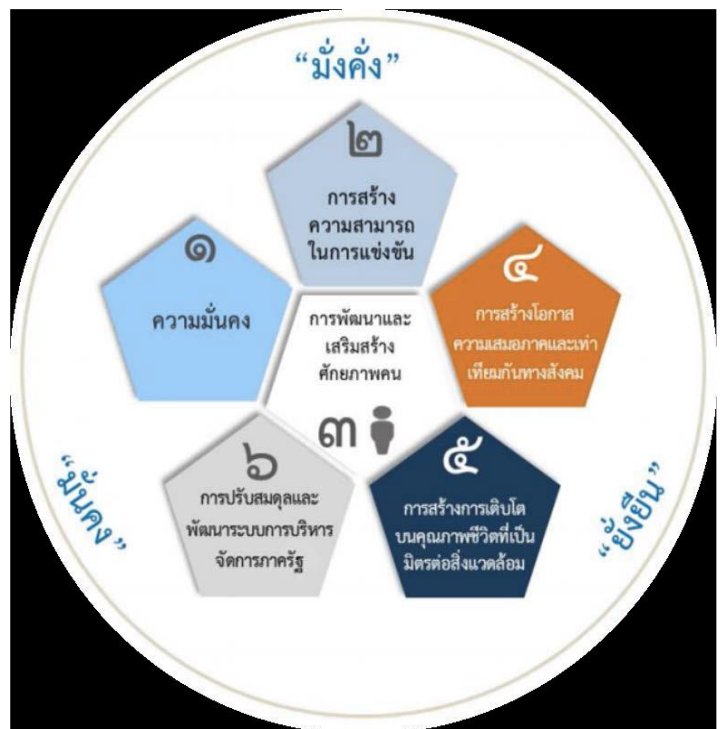 “มั่งคั่ง”
๒
การสร้าง
ความสามารถ
ในการแข่งขัน
๑
ความมั่นคง
๔
การสร้างโอกาส
ความเสมอภาคและเท่า
เทียมกันทางสังคม
การพัฒนาและ
เสริมสร้าง
ศักยภาพคน
๓
๖
การปรับสมดุลและ
พัฒนาระบบการบริหาร
จัดการภาครัฐ
๕
การสร้างการเติบโต
บนคุณภาพชีวิตที่เป็น
มิตรต่อสิ่งแวดล้อม
“มั่นคง”
“ยั่งยืน”